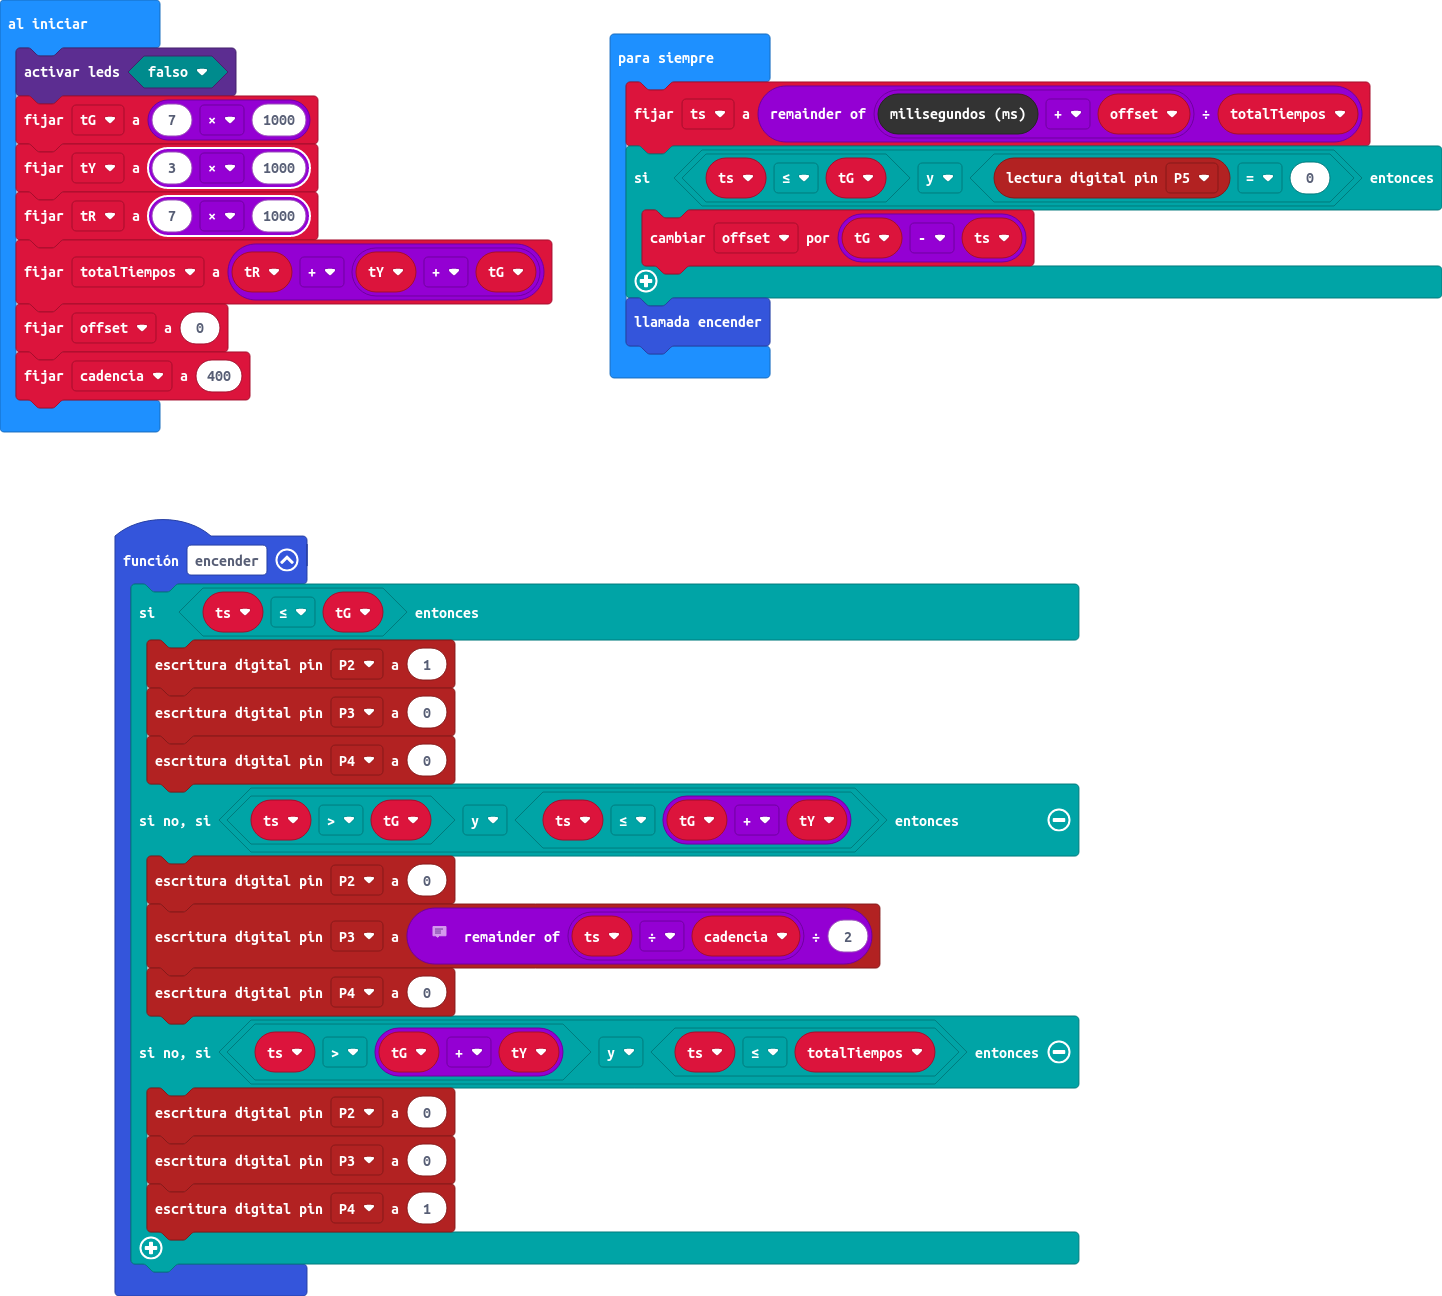 al iniciar
activar leds falso
fijar tG a 7 × 1000
fijar tY a 3 × 1000
fijar tR a 7 × 1000
fijar totalTiempos a tR + tY + tG
fijar offset a 0
fijar cadencia a 400
para siempre
fijar ts a remainder of milisegundos (ms) + offset ÷ totalTiempos
si ts ≤ tG y lectura digital pin P5 = 0 entonces
cambiar offset por tG - ts
llamada encender
función encender
si ts ≤ tG entonces
escritura digital pin P2 a 1
escritura digital pin P3 a 0
escritura digital pin P4 a 0
si no, si ts > tG y ts ≤ tG + tY entonces
escritura digital pin P2 a 0
escritura digital pin P3 a remainder of ts ÷ cadencia ÷ 2
escritura digital pin P4 a 0
si no, si ts > tG + tY y ts ≤ totalTiempos entonces
escritura digital pin P2 a 0
escritura digital pin P3 a 0
escritura digital pin P4 a 1